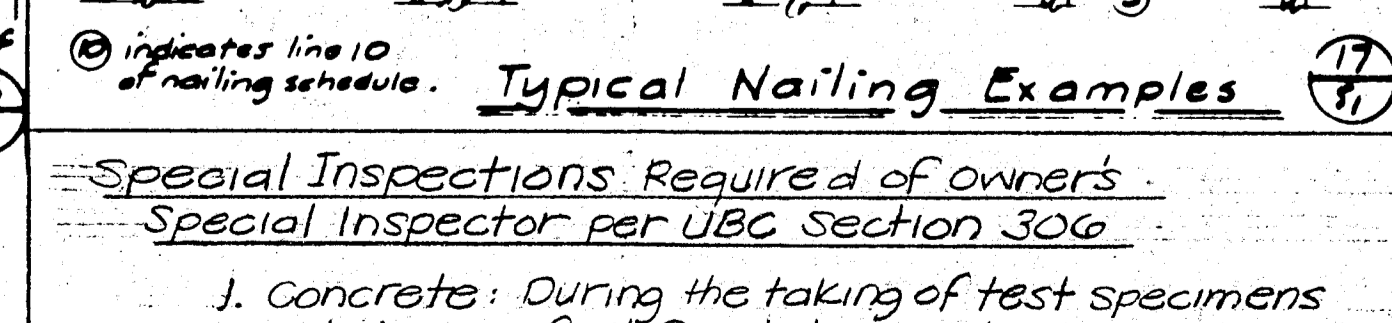 ⑩ indicates line 10
of nailing schedule.
Typical Nailing Examples
17
S1
Special Inspections Required of owner's
Special Inspector per UBC Section 306
1. Concrete: During the taking of test specimens